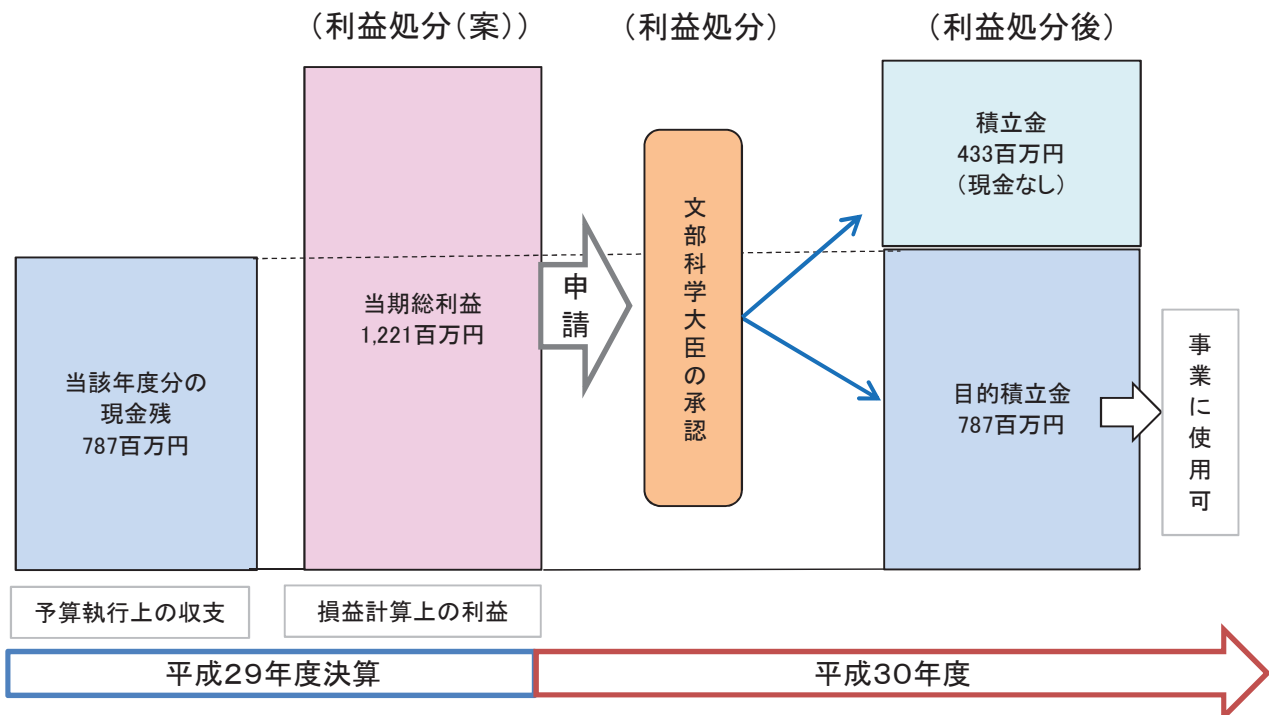 （利益処分（案））
（利益処分）
（利益処分後）
当該年度分の
現金残
787百万円
当期総利益
1,221百万円
申請
文部科学大臣の承認
積立金
433百万円
（現金なし）
目的積立金
787百万円
事業に使用可
予算執行上の収支
損益計算上の利益
平成29年度決算
平成30年度